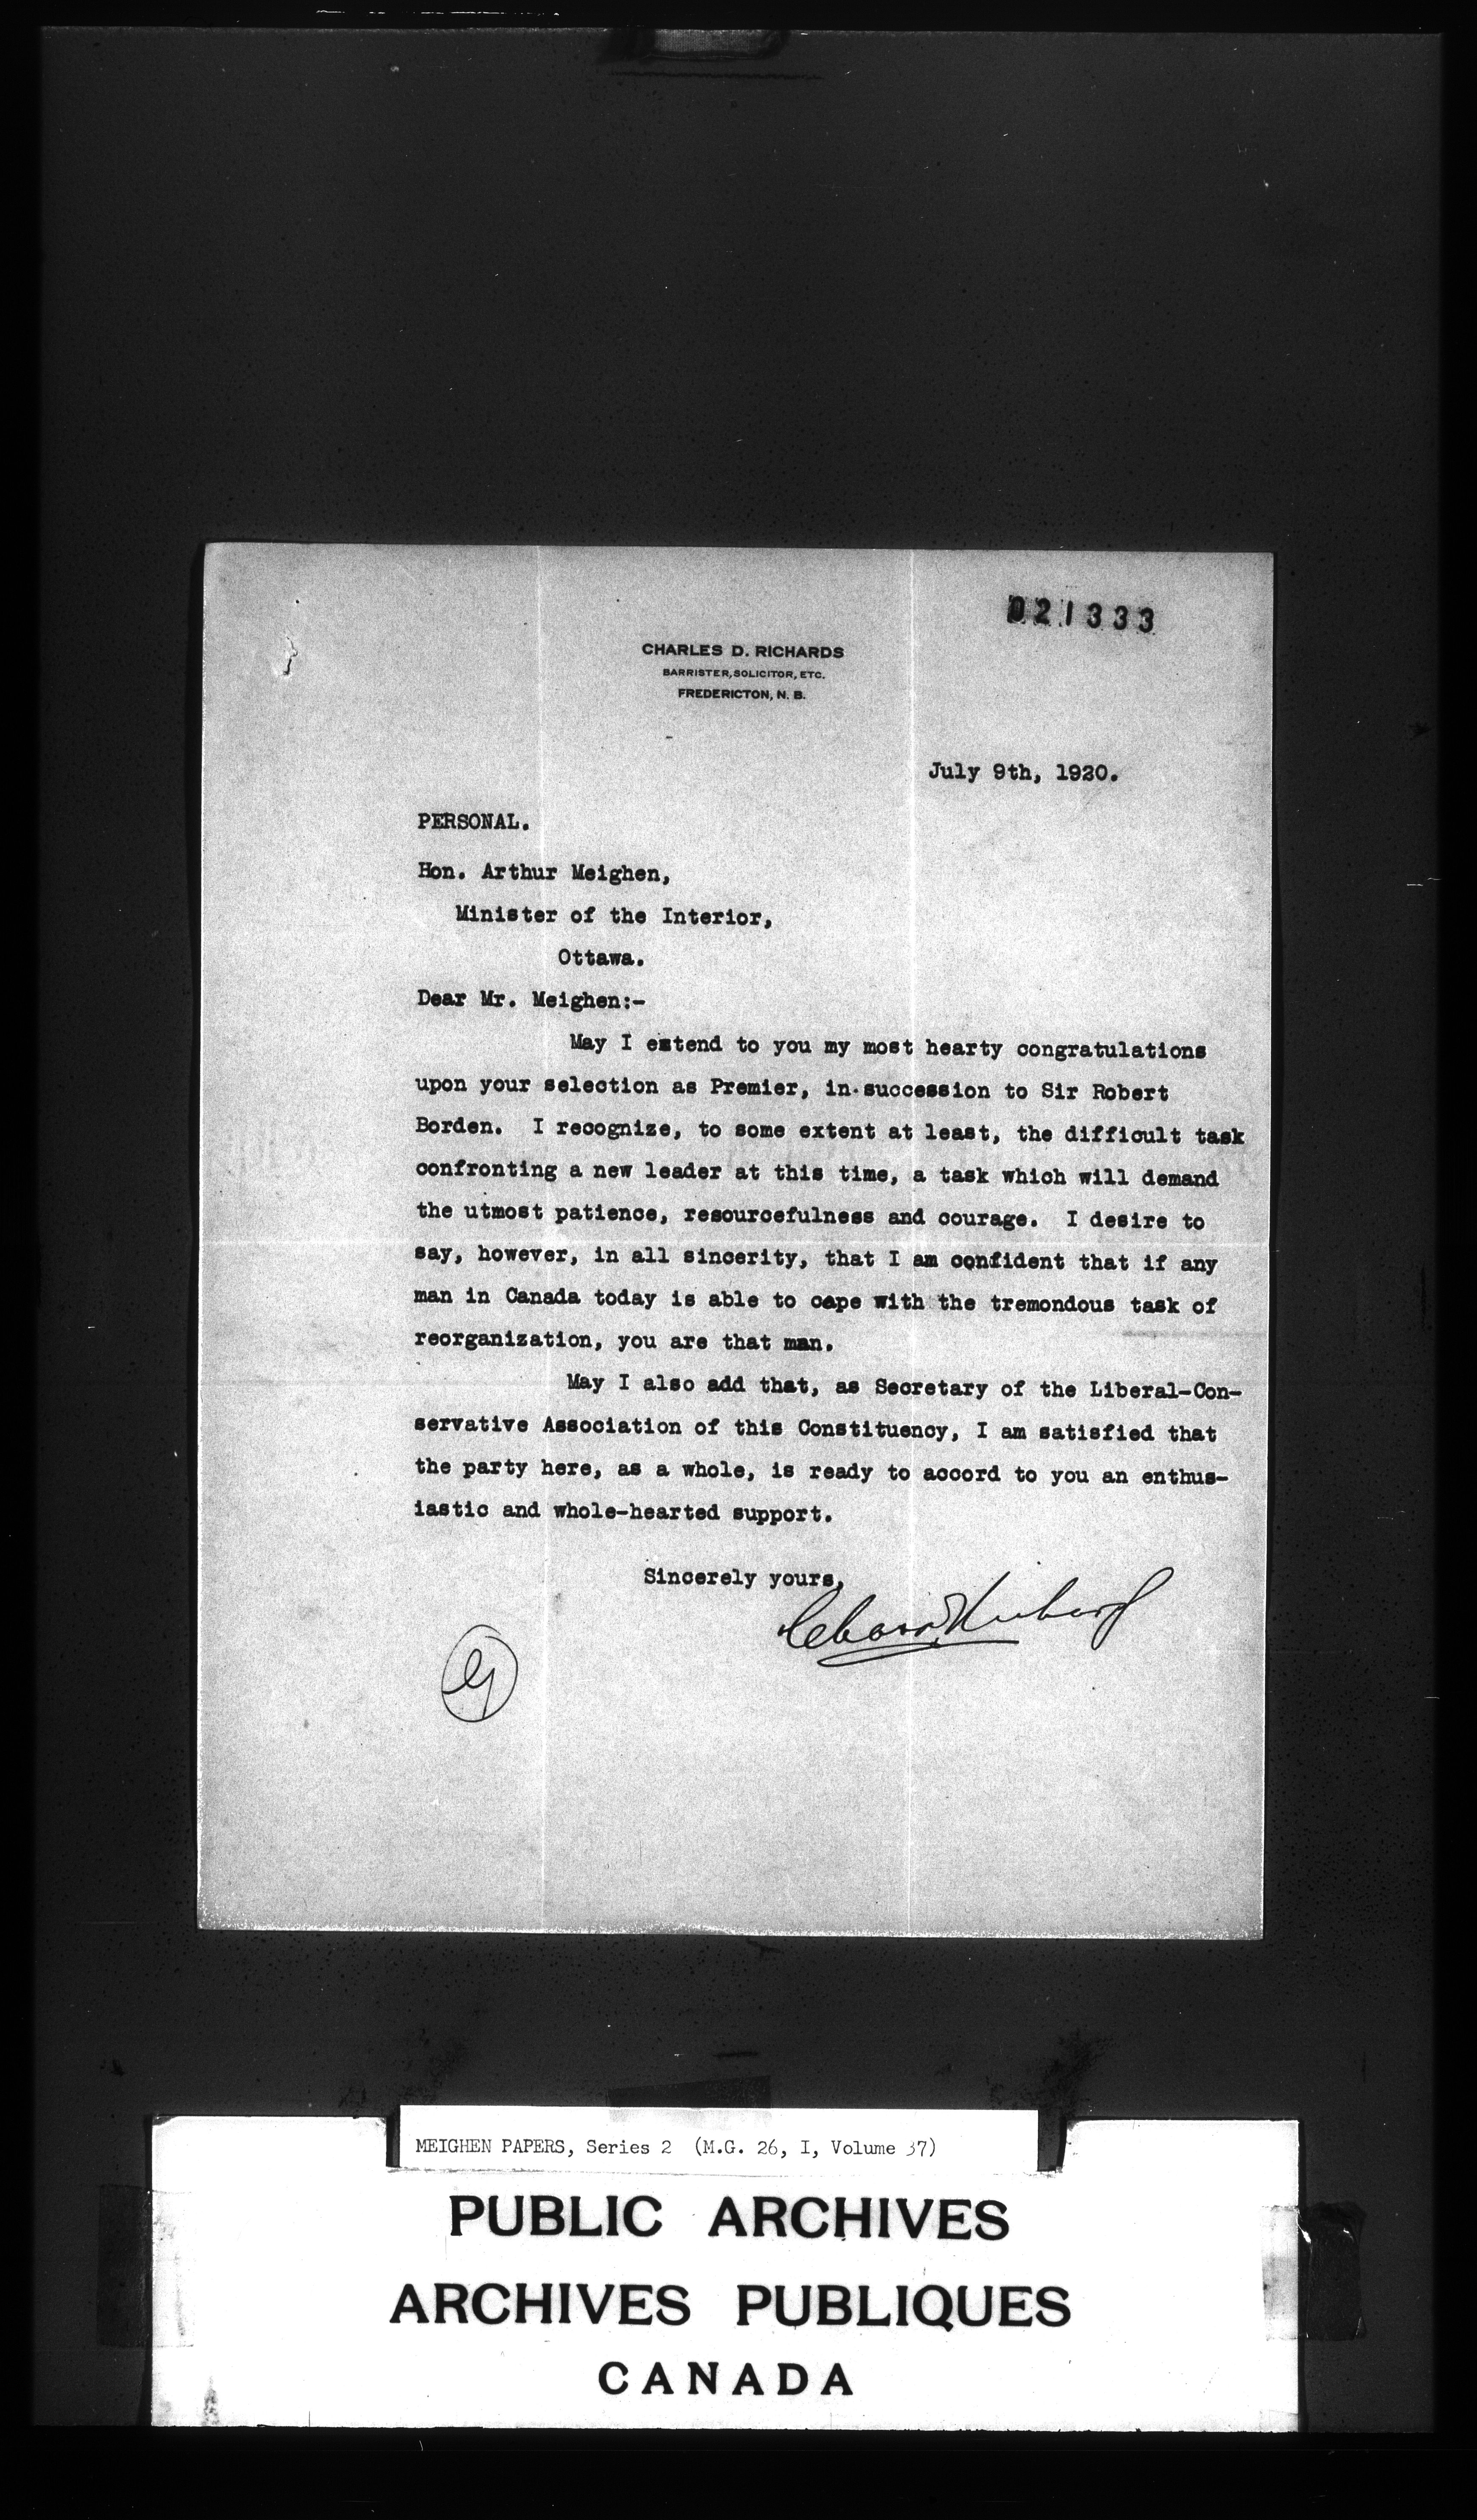 021333
CHARLES D. RICHARDS
BARRISTER, SOLICITOR, ETC.
FREDERICTON, N. B.
July 9th, 1920.
PERSONAL.
Hon. Arthur Meighen,
Minister of the Interior,
Ottawa.
Dear Mr. Meighen:-
May I extend to you my most hearty congratulations
upon your selection as Premier, in succession to Sir Robert
Borden. I recognize, to some extent at least, the difficult task
confronting a new leader at this time, a task which will demand
the utmost patience, resourcefulness and courage. I desire to
say, however, in all sincerity, that I am confident that if any
man in Canada today is able to cope with the tremondous task of
reorganization, you are that man.
May I also add that, as Secretary of the Liberal-Con-
servative Association of this Constituency, I am satisfied that
the party here, as a whole, is ready to accord to you an enthus-
iastic and whole-hearted support.
Sincerely yours,
MEIGHEN PAPERS, Series 2 (M.G. 26, I, Volume 37)
PUBLIC ARCHIVES
ARCHIVES PUBLIQUES
CANADA